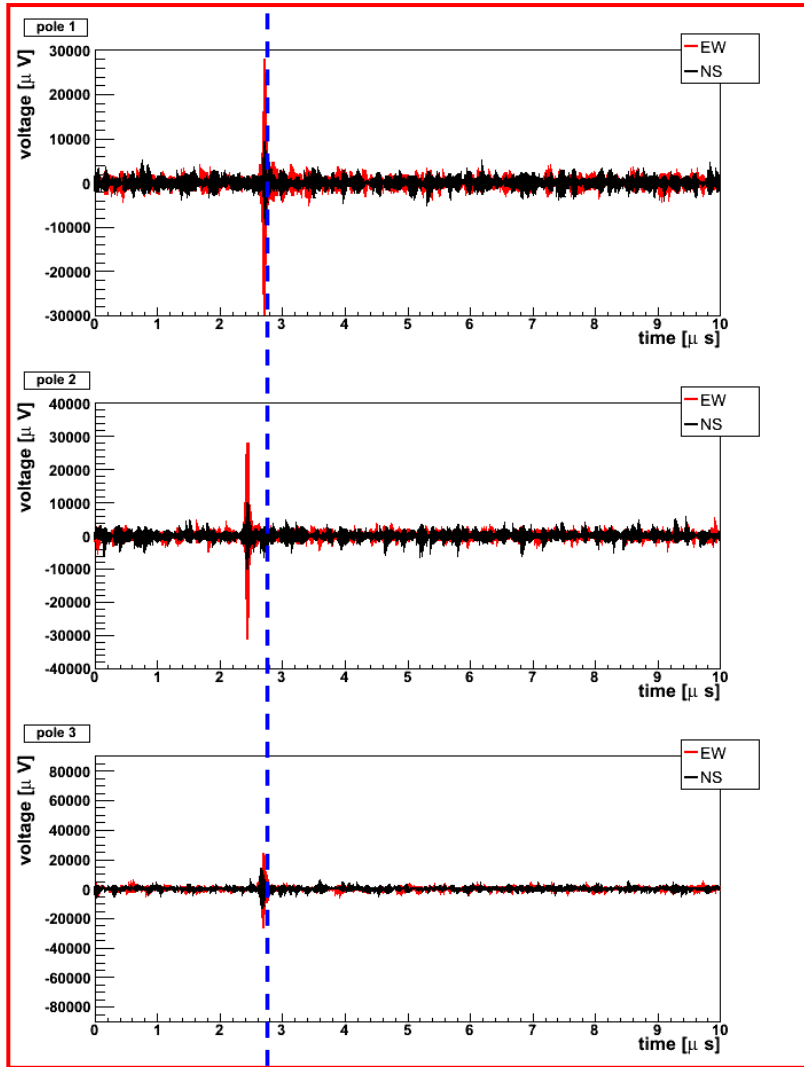 pole 1
voltage [μ V]
EW
NS
30000
20000
10000
0
-10000
-20000
-30000
0 1 2 3 4 5 6 7 8 9 10
time [μ s]
pole 2
voltage [μ V]
EW
NS
40000
30000
20000
10000
0
-10000
-20000
-30000
-40000
0 1 2 3 4 5 6 7 8 9 10
time [μ s]
pole 3
voltage [μ V]
EW
NS
80000
60000
40000
20000
0
-20000
-40000
-60000
-80000
0 1 2 3 4 5 6 7 8 9 10
time [μ s]